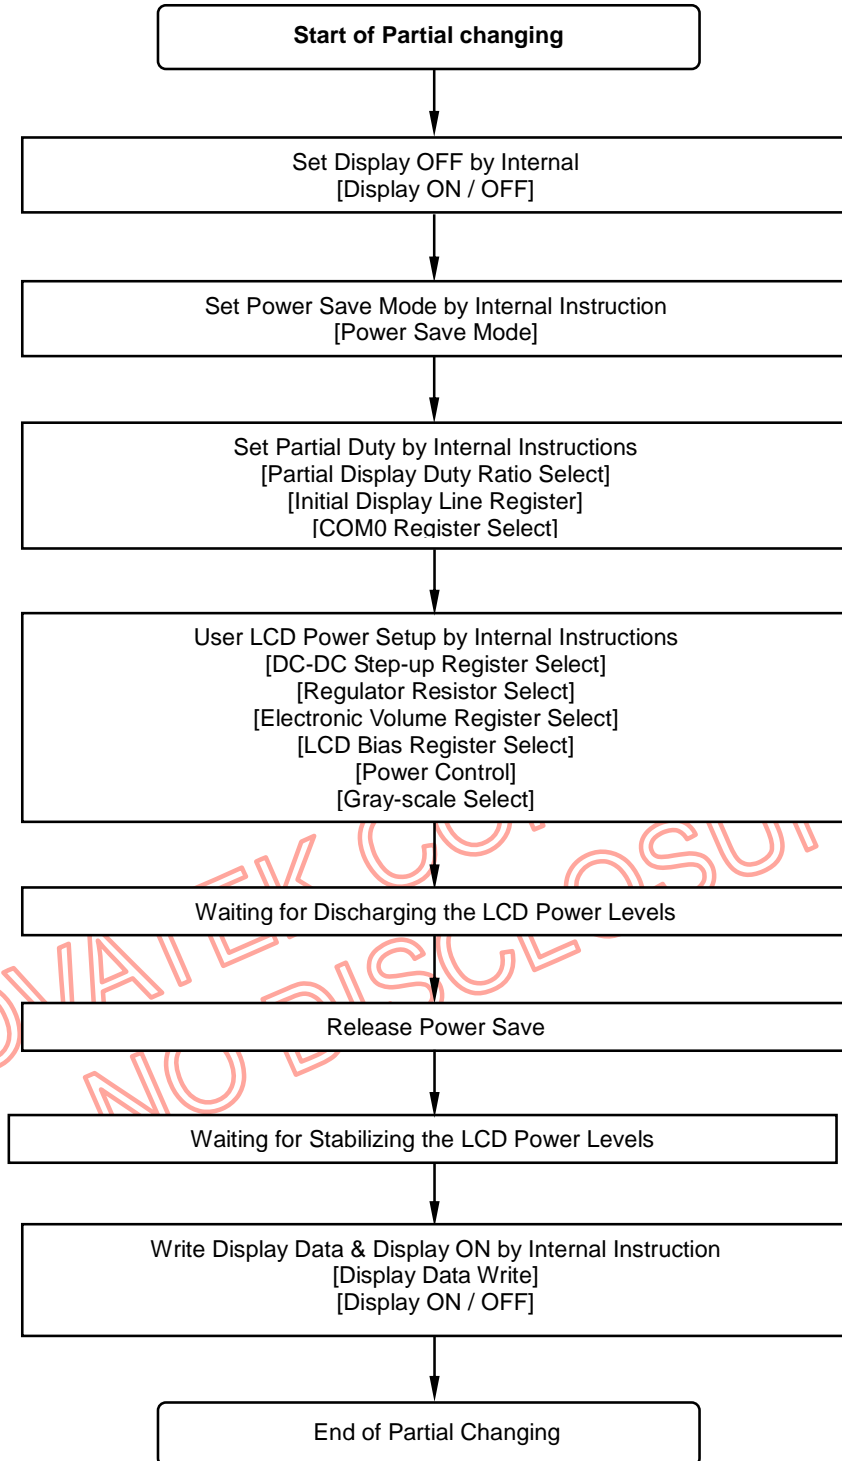 Start of Partial changing
Set Display OFF by Internal
[Display ON / OFF]
Set Power Save Mode by Internal Instruction
[Power Save Mode]
Set Partial Duty by Internal Instructions
[Partial Display Duty Ratio Select]
[Initial Display Line Register]
[COM0 Register Select]
User LCD Power Setup by Internal Instructions
[DC-DC Step-up Register Select]
[Regulator Resistor Select]
[Electronic Volume Register Select]
[LCD Bias Register Select]
[Power Control]
[Gray-scale Select]
Waiting for Discharging the LCD Power Levels
Release Power Save
Waiting for Stabilizing the LCD Power Levels
Write Display Data & Display ON by Internal Instruction
[Display Data Write]
[Display ON / OFF]
End of Partial Changing
NO